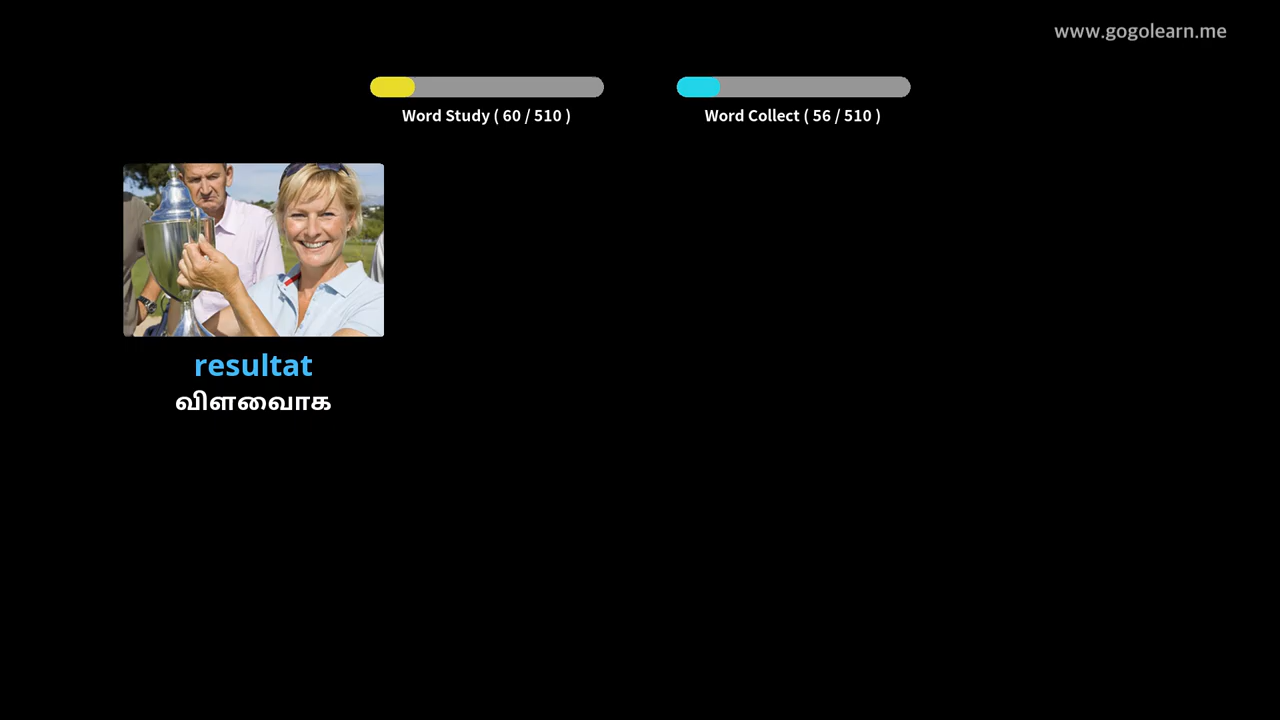 www.gogolearn.me
Word Study ( 60 / 510 )
Word Collect ( 56 / 510 )
resultat
விளைவாக